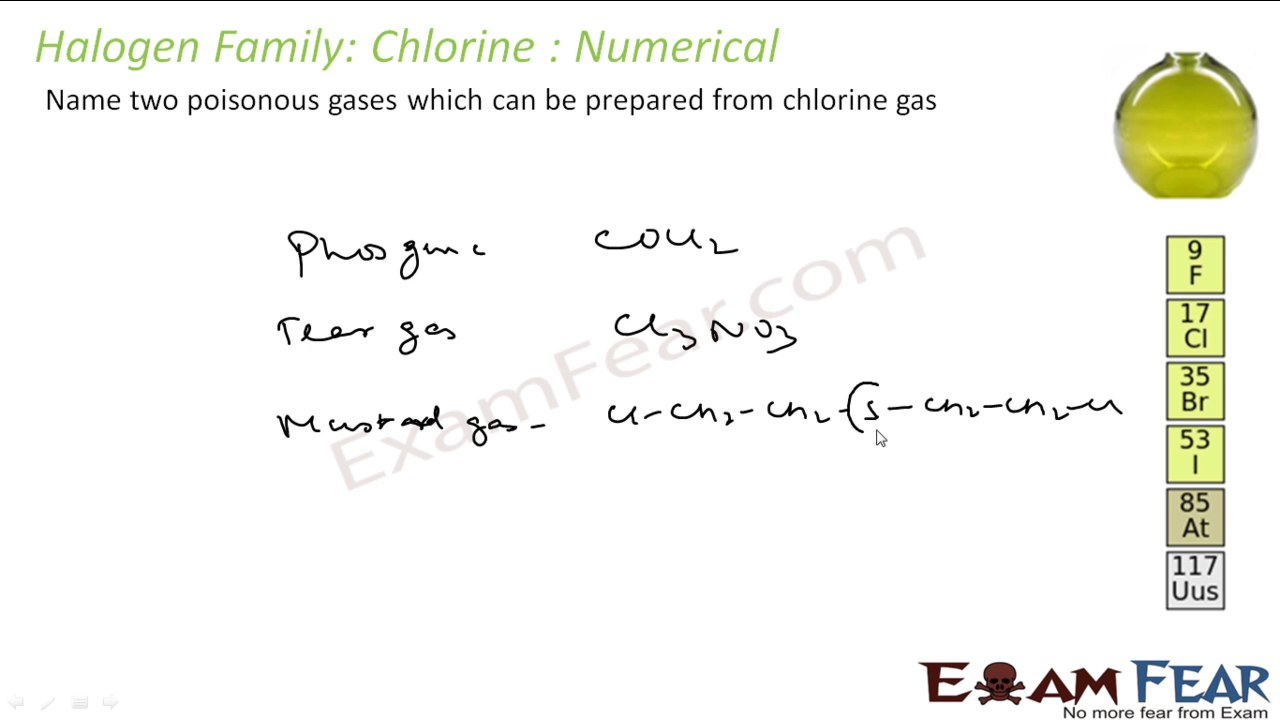 Halogen Family: Chlorine : Numerical
Name two poisonous gases which can be prepared from chlorine gas
Phosgene COCl2
Tear gas Cl3NO3
Mustard gas - Cl-CH2-CH2-(S-CH2-CH2-Cl
ExamFear.com
9
F
17
Cl
35
Br
53
I
85
At
117
Uus
EXAM FEAR
No more fear from Exam